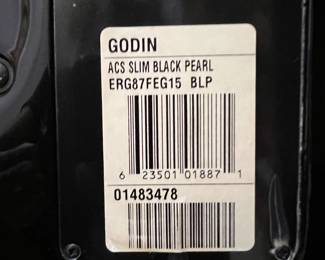 GODIN
ACS SLIM BLACK PEARL
ERG87FEG15 BLP
6 23501 01887 1
01483478